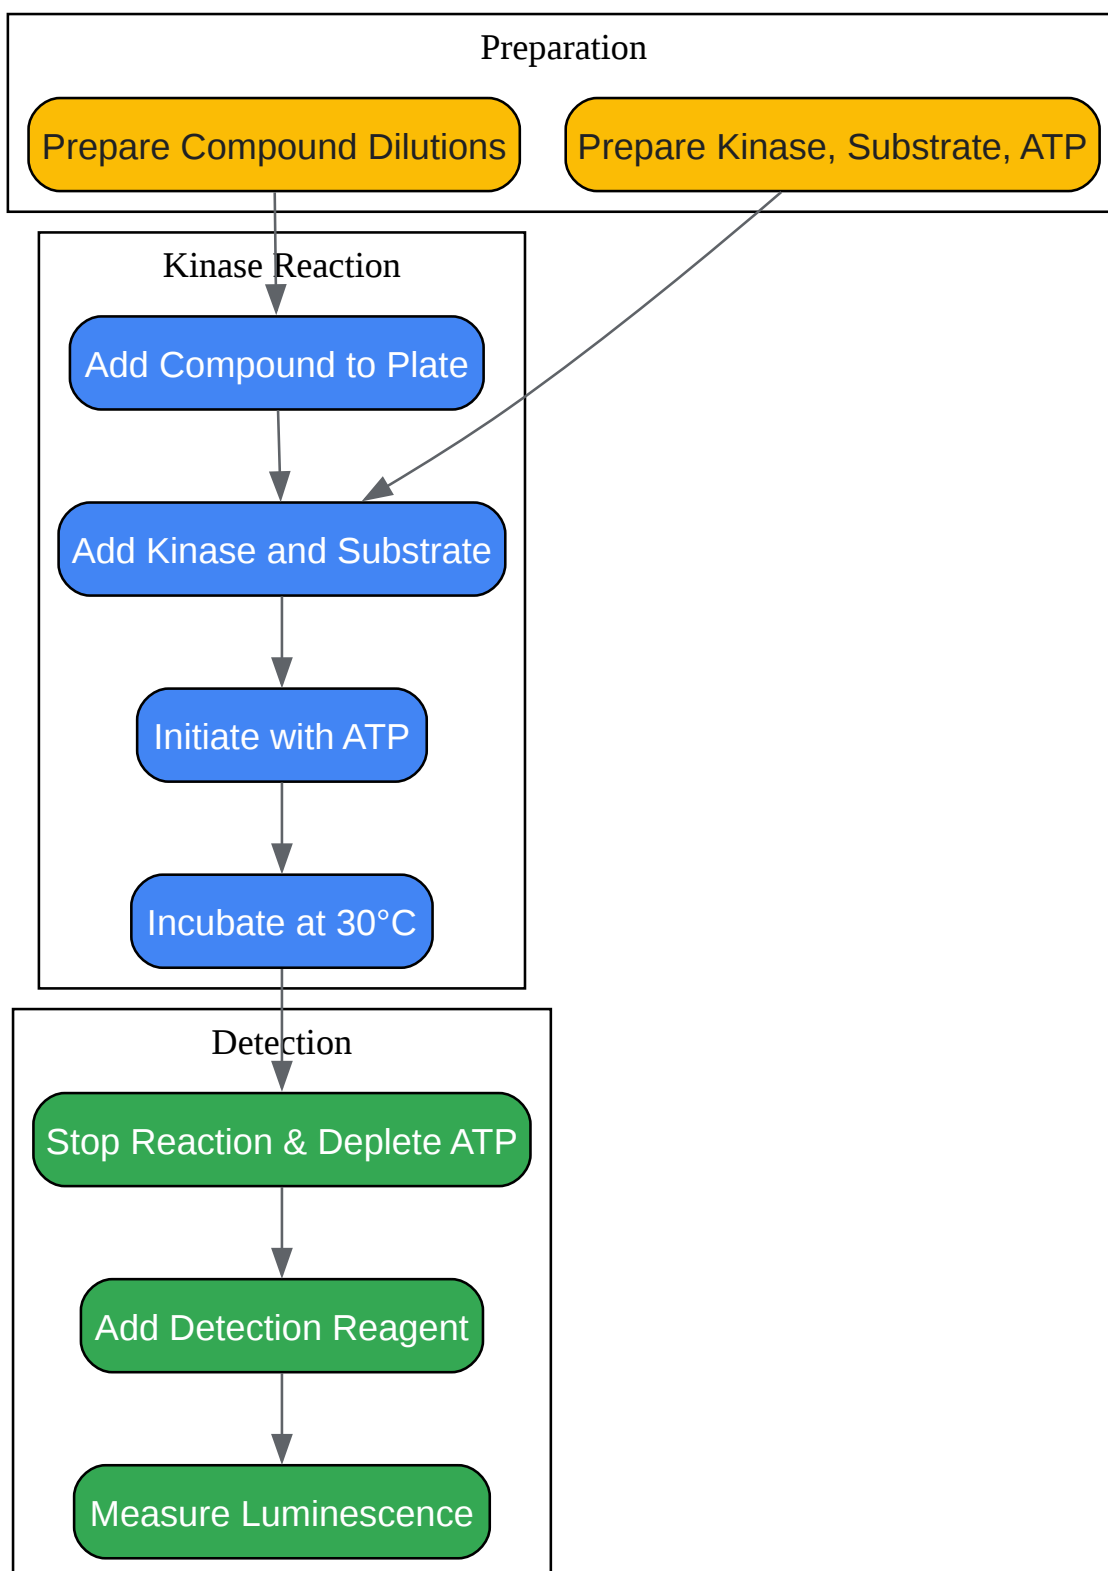 Preparation
Prepare Compound Dilutions
Prepare Kinase, Substrate, ATP
Kinase Reaction
Add Compound to Plate
Add Kinase and Substrate
Initiate with ATP
Incubate at 30°C
Detection
Stop Reaction & Deplete ATP
Add Detection Reagent
Measure Luminescence